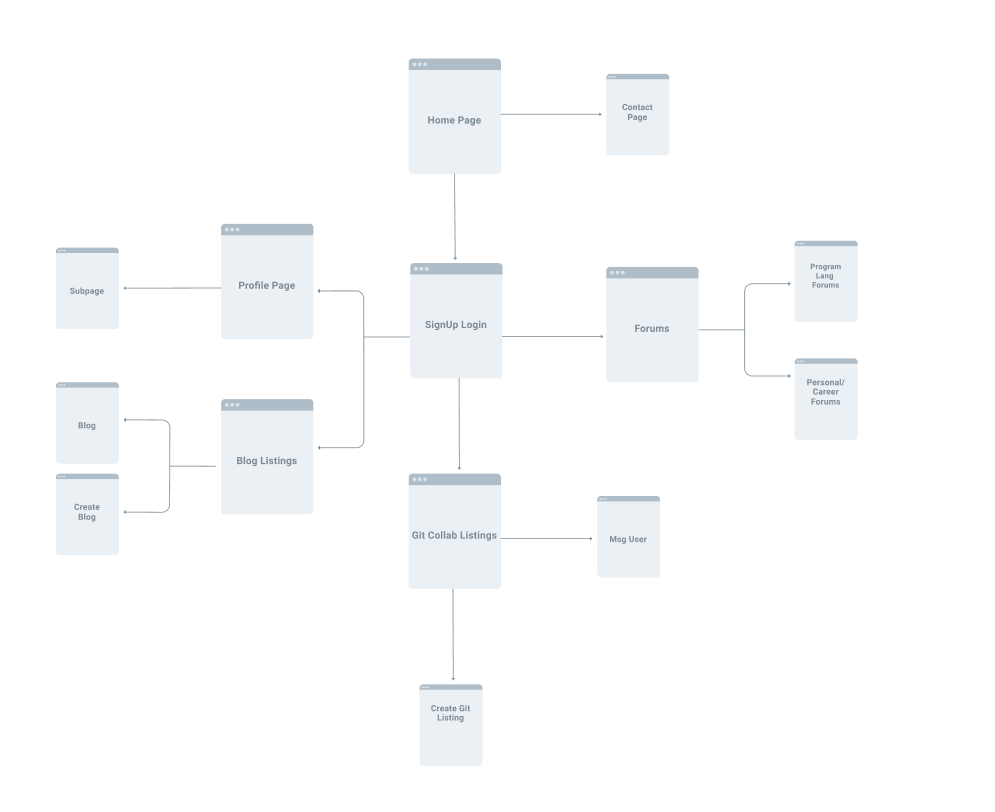 Home Page
Contact
Page
Profile Page
Subpage
SignUp Login
Forums
Program
Lang
Forums
Personal/
Career
Forums
Blog
Blog Listings
Create
Blog
Git Collab Listings
Msg User
Create Git
Listing